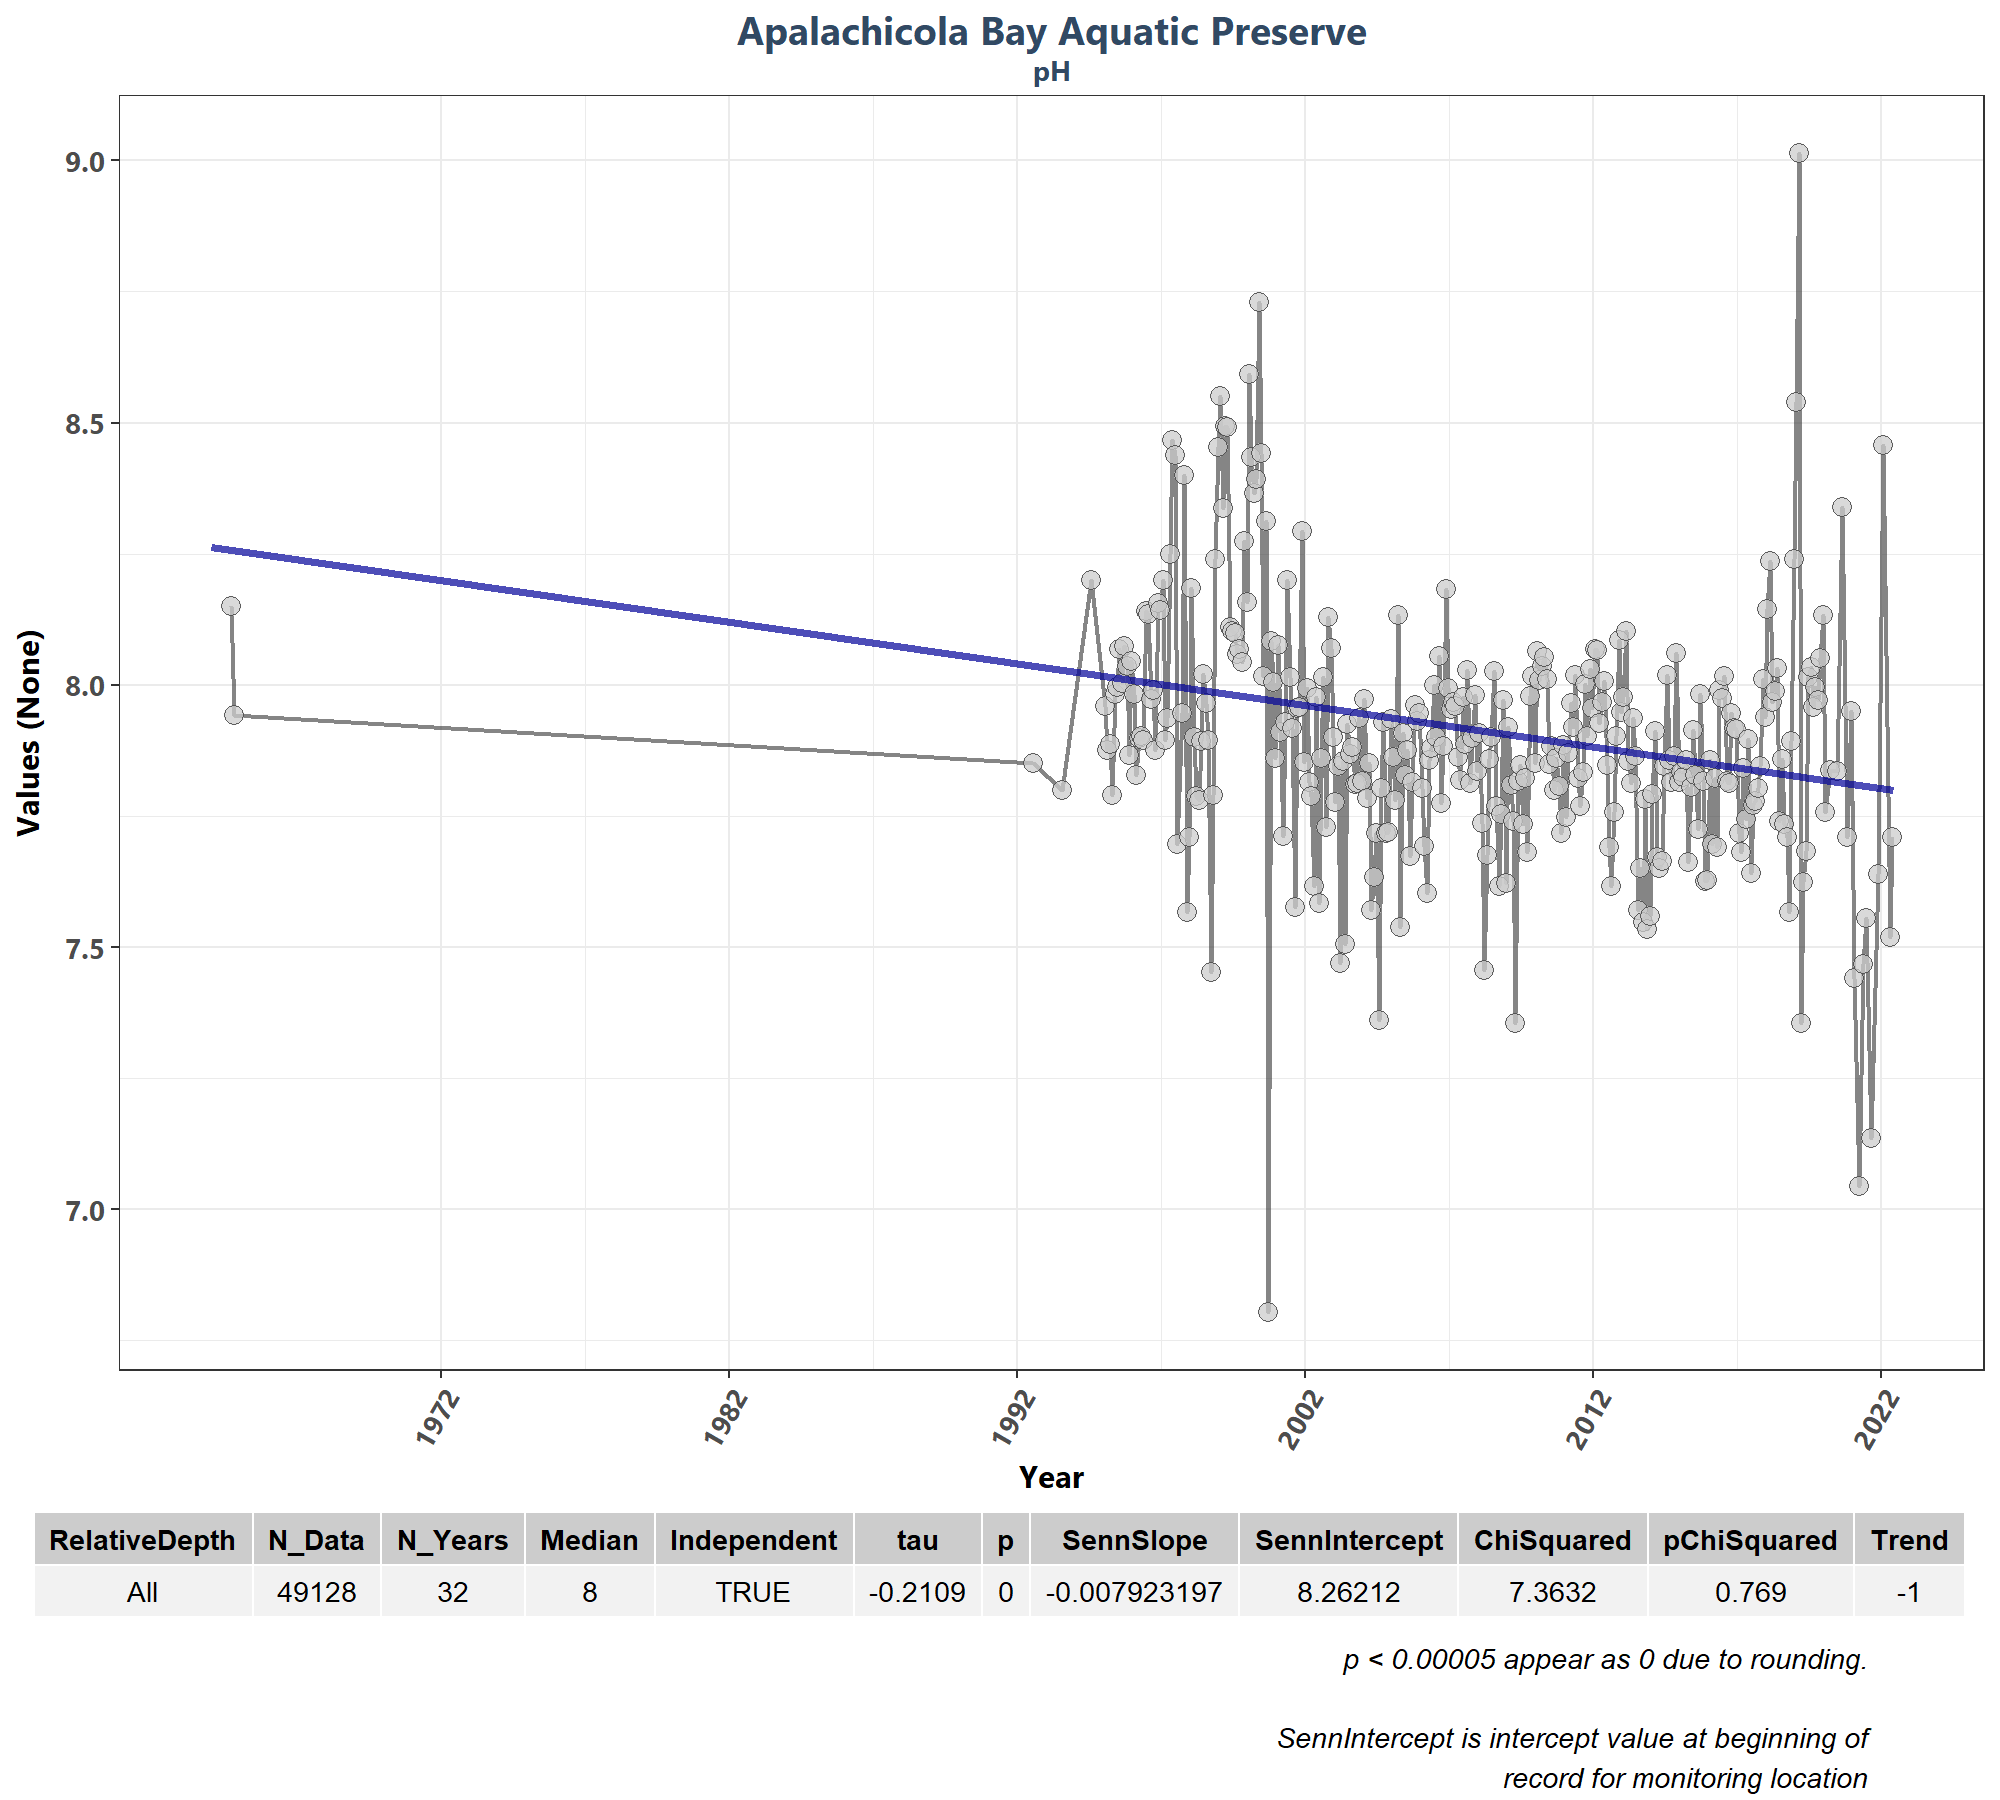 Apalachicola Bay Aquatic Preserve
pH
Values (None)
9.0
8.5
8.0
7.5
7.0
1972
1982
1992
2002
2012
2022
Year
RelativeDepth N_Data N_Years Median Independent tau p SennSlope SennIntercept ChiSquared pChiSquared Trend
All 49128 32 8 TRUE -0.2109 0 -0.007923197 8.26212 7.3632 0.769 -1
p < 0.00005 appear as 0 due to rounding.
SennIntercept is intercept value at beginning of
record for monitoring location